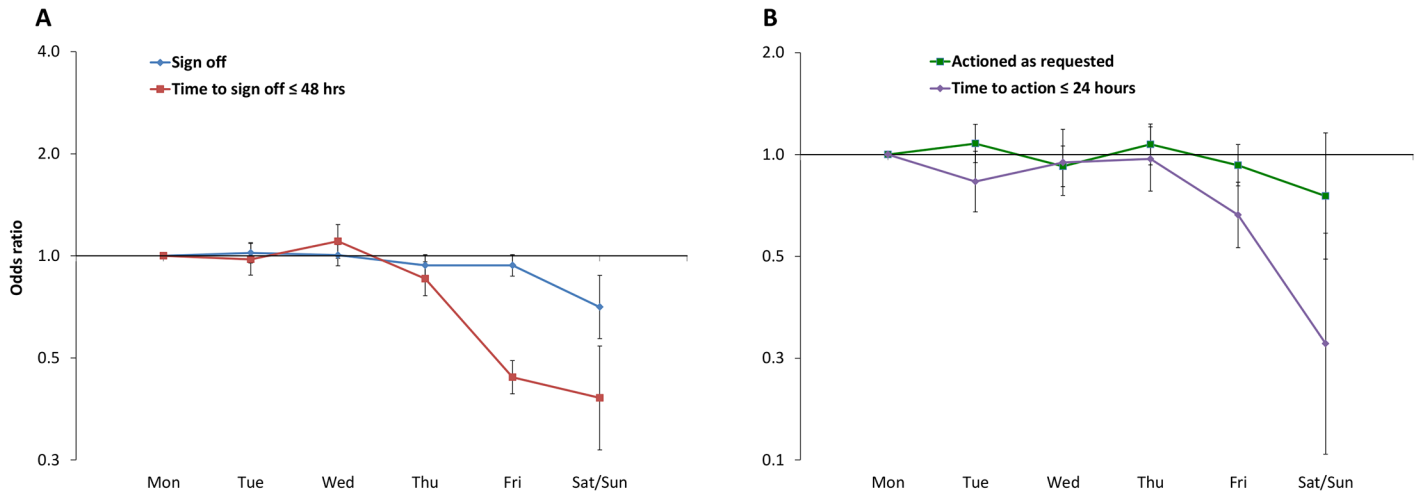 A
4.0
2.0
1.0
0.5
0.3
Odds ratio
Sign off
Time to sign off ≤ 48 hrs
Mon Tue Wed Thu Fri Sat/Sun
B
2.0
1.0
0.5
0.3
0.1
Actioned as requested
Time to action ≤ 24 hours
Mon Tue Wed Thu Fri Sat/Sun